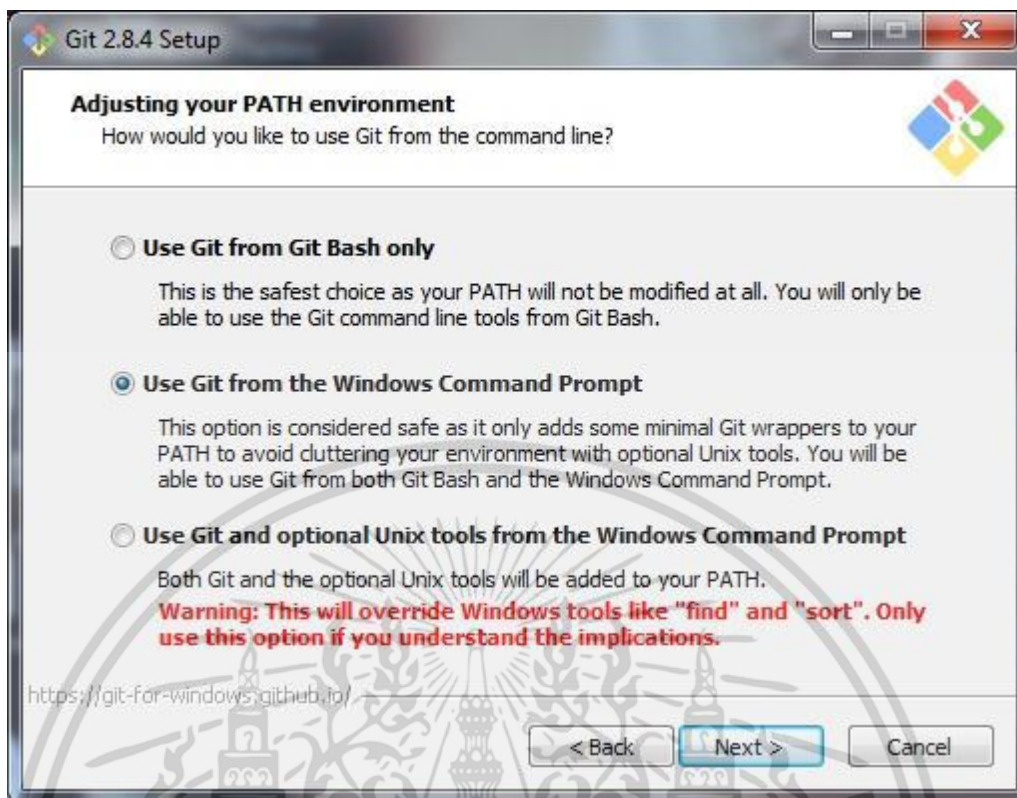 Git 2.8.4 Setup
Adjusting your PATH environment
How would you like to use Git from the command line?
Use Git from Git Bash only
This is the safest choice as your PATH will not be modified at all. You will only be
able to use the Git command line tools from Git Bash.
Use Git from the Windows Command Prompt
This option is considered safe as it only adds some minimal Git wrappers to your
PATH to avoid cluttering your environment with optional Unix tools. You will be
able to use Git from both Git Bash and the Windows Command Prompt.
Use Git and optional Unix tools from the Windows Command Prompt
Both Git and the optional Unix tools will be added to your PATH.
Warning: This will override Windows tools like "find" and "sort". Only
use this option if you understand the implications.
https://git-for-windows.github.io/
< Back
Next >
Cancel